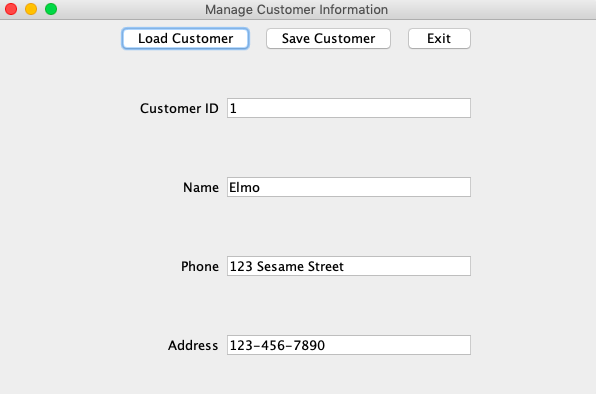 Manage Customer Information
Load Customer Save Customer Exit
Customer ID 1
Name Elmo
Phone 123 Sesame Street
Address 123-456-7890